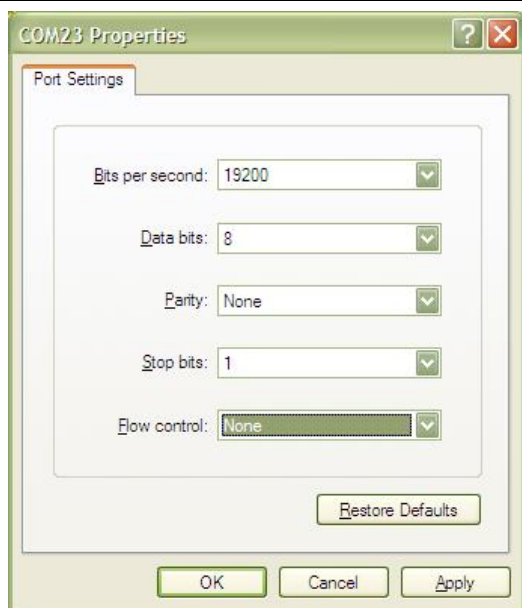 COM23 Properties
Port Settings
Bits per second: 19200
Data bits: 8
Parity: None
Stop bits: 1
Flow control: None
Restore Defaults
OK Cancel Apply